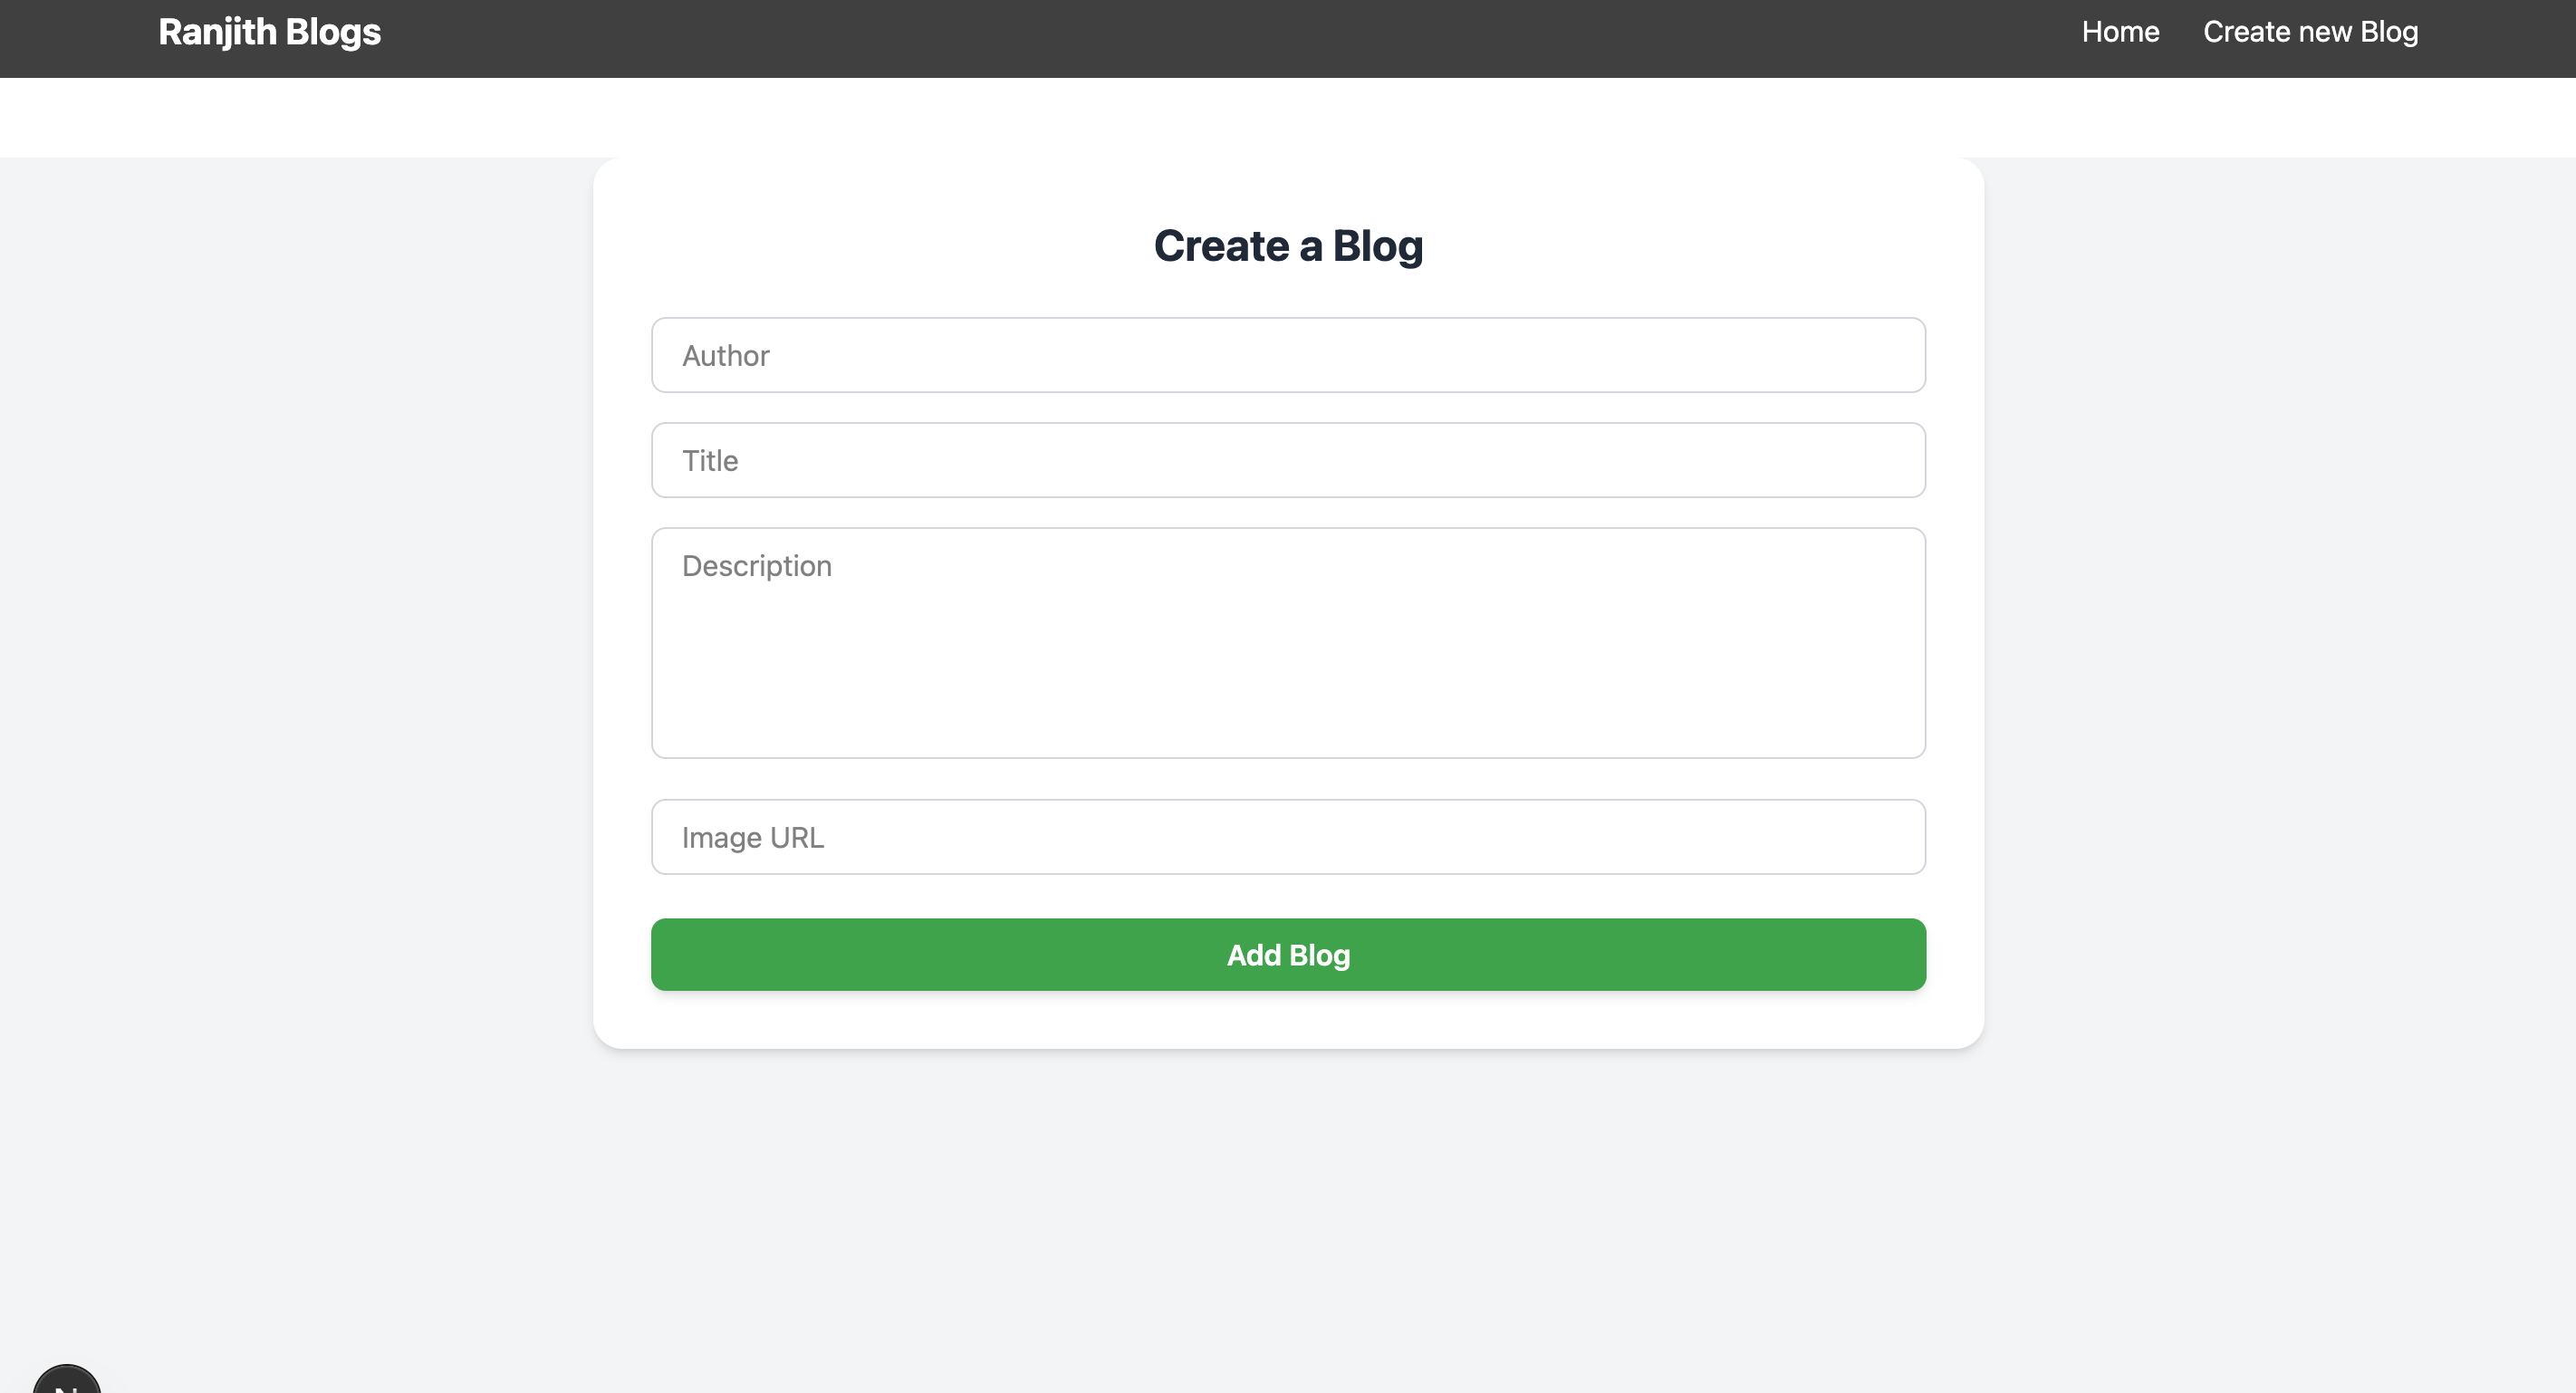 Ranjith Blogs
Home
Create new Blog
Create a Blog
Author
Title
Description
Image URL
Add Blog